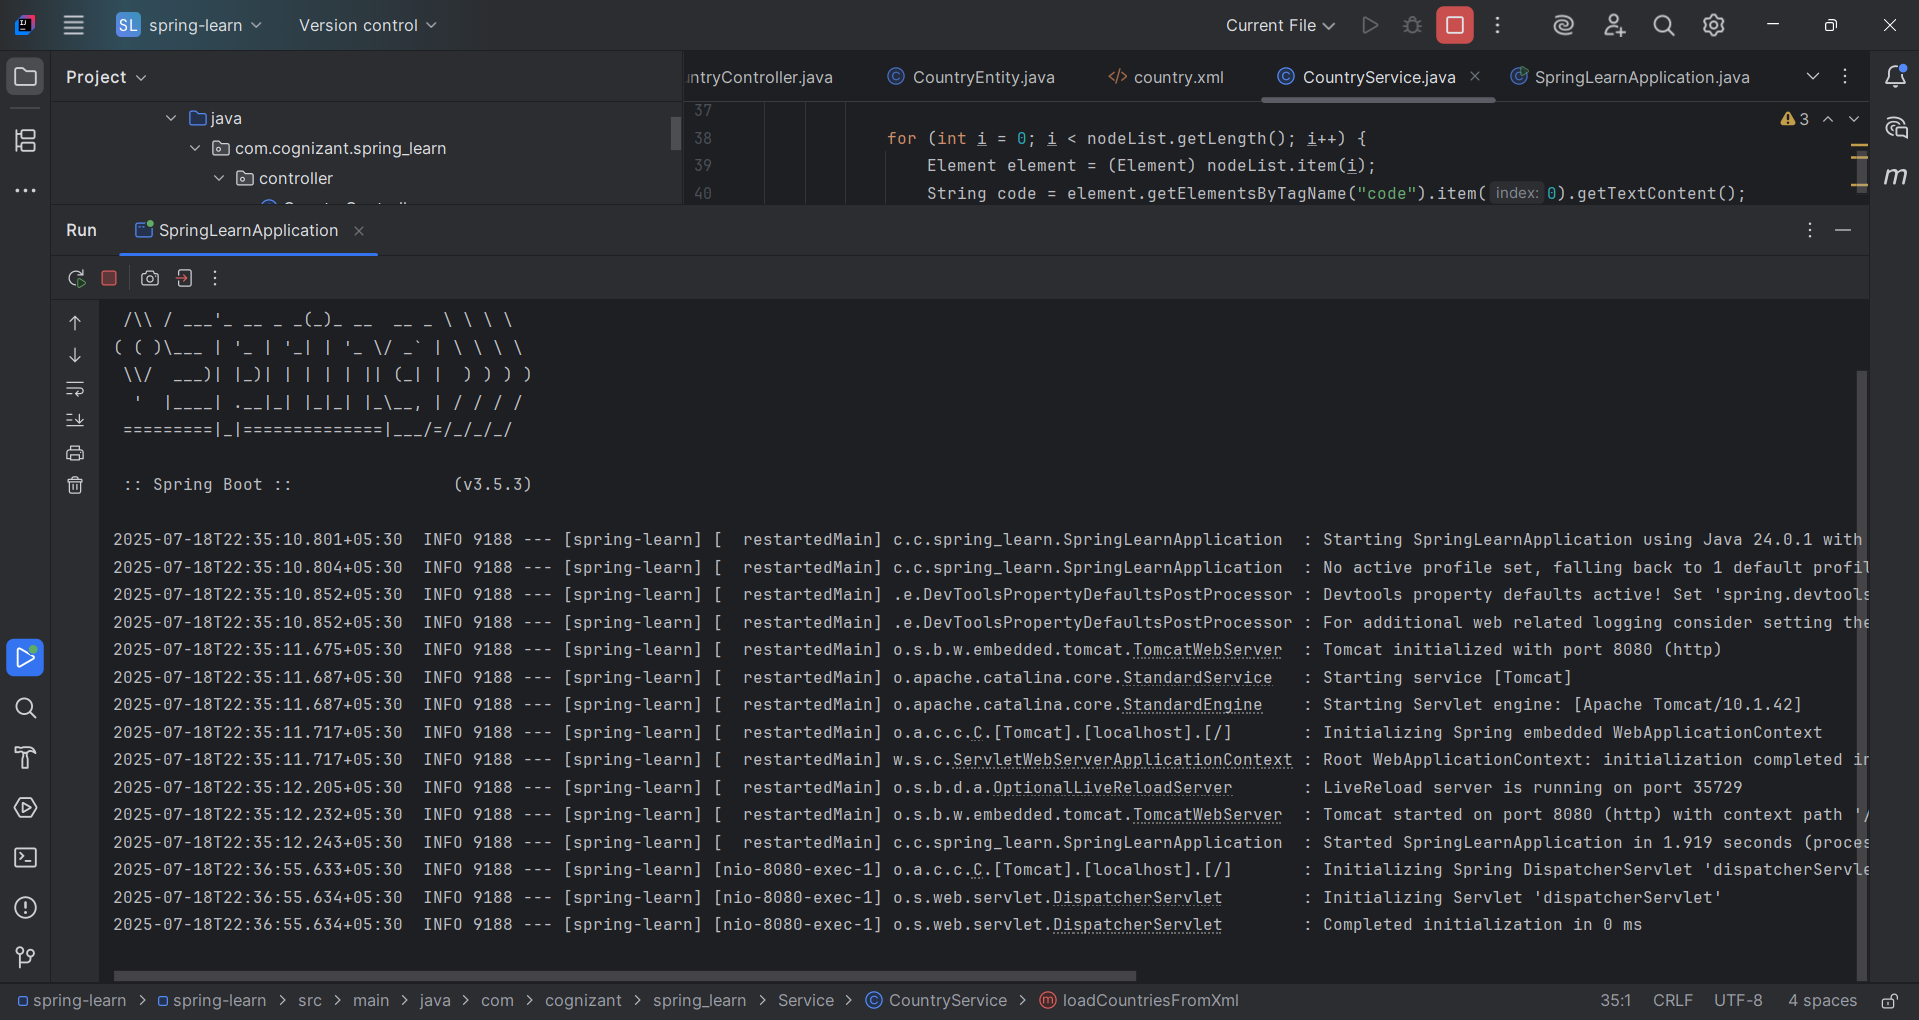 SL spring-learn Version control Current File
Project
ntryController.java CountryEntity.java country.xml CountryService.java SpringLearnApplication.java
java
com.cognizant.spring_learn
controller
37
38 for (int i = 0; i < nodeList.getLength(); i++) {
39 Element element = (Element) nodeList.item(i);
40 String code = element.getElementsByTagName("code").item( index: 0).getTextContent();
3
m
Run SpringLearnApplication
 /\\ / ___'_ __ _ _(_)_ __  __ _ \ \ \ \
( ( )\___ | '_ | '_| | '_ \/ _` | \ \ \ \
 \\/  ___)| |_)| | | | | || (_| |  ) ) ) )
  '  |____| .__|_| |_|_| |_\__, | / / / /
 =========|_|==============|___/=/_/_/_/
 :: Spring Boot ::                (v3.5.3)
2025-07-18T22:35:10.801+05:30  INFO 9188 --- [spring-learn] [  restartedMain] c.c.spring_learn.SpringLearnApplication  : Starting SpringLearnApplication using Java 24.0.1 with
2025-07-18T22:35:10.804+05:30  INFO 9188 --- [spring-learn] [  restartedMain] c.c.spring_learn.SpringLearnApplication  : No active profile set, falling back to 1 default profil
2025-07-18T22:35:10.852+05:30  INFO 9188 --- [spring-learn] [  restartedMain] .e.DevToolsPropertyDefaultsPostProcessor : Devtools property defaults active! Set 'spring.devtools
2025-07-18T22:35:10.852+05:30  INFO 9188 --- [spring-learn] [  restartedMain] .e.DevToolsPropertyDefaultsPostProcessor : For additional web related logging consider setting the
2025-07-18T22:35:11.675+05:30  INFO 9188 --- [spring-learn] [  restartedMain] o.s.b.w.embedded.tomcat.TomcatWebServer  : Tomcat initialized with port 8080 (http)
2025-07-18T22:35:11.687+05:30  INFO 9188 --- [spring-learn] [  restartedMain] o.apache.catalina.core.StandardService   : Starting service [Tomcat]
2025-07-18T22:35:11.687+05:30  INFO 9188 --- [spring-learn] [  restartedMain] o.apache.catalina.core.StandardEngine    : Starting Servlet engine: [Apache Tomcat/10.1.42]
2025-07-18T22:35:11.717+05:30  INFO 9188 --- [spring-learn] [  restartedMain] o.a.c.c.C.[Tomcat].[localhost].[/]       : Initializing Spring embedded WebApplicationContext
2025-07-18T22:35:11.717+05:30  INFO 9188 --- [spring-learn] [  restartedMain] w.s.c.ServletWebServerApplicationContext : Root WebApplicationContext: initialization completed in
2025-07-18T22:35:12.205+05:30  INFO 9188 --- [spring-learn] [  restartedMain] o.s.b.d.a.OptionalLiveReloadServer       : LiveReload server is running on port 35729
2025-07-18T22:35:12.232+05:30  INFO 9188 --- [spring-learn] [  restartedMain] o.s.b.w.embedded.tomcat.TomcatWebServer  : Tomcat started on port 8080 (http) with context path '/
2025-07-18T22:35:12.243+05:30  INFO 9188 --- [spring-learn] [  restartedMain] c.c.spring_learn.SpringLearnApplication  : Started SpringLearnApplication in 1.919 seconds (proces
2025-07-18T22:36:55.633+05:30  INFO 9188 --- [spring-learn] [nio-8080-exec-1] o.a.c.c.C.[Tomcat].[localhost].[/]       : Initializing Spring DispatcherServlet 'dispatcherServle
2025-07-18T22:36:55.634+05:30  INFO 9188 --- [spring-learn] [nio-8080-exec-1] o.s.web.servlet.DispatcherServlet        : Initializing Servlet 'dispatcherServlet'
2025-07-18T22:36:55.634+05:30  INFO 9188 --- [spring-learn] [nio-8080-exec-1] o.s.web.servlet.DispatcherServlet        : Completed initialization in 0 ms
spring-learn > spring-learn > src > main > java > com > cognizant > spring_learn > Service > CountryService > loadCountriesFromXml 35:1 CRLF UTF-8 4 spaces